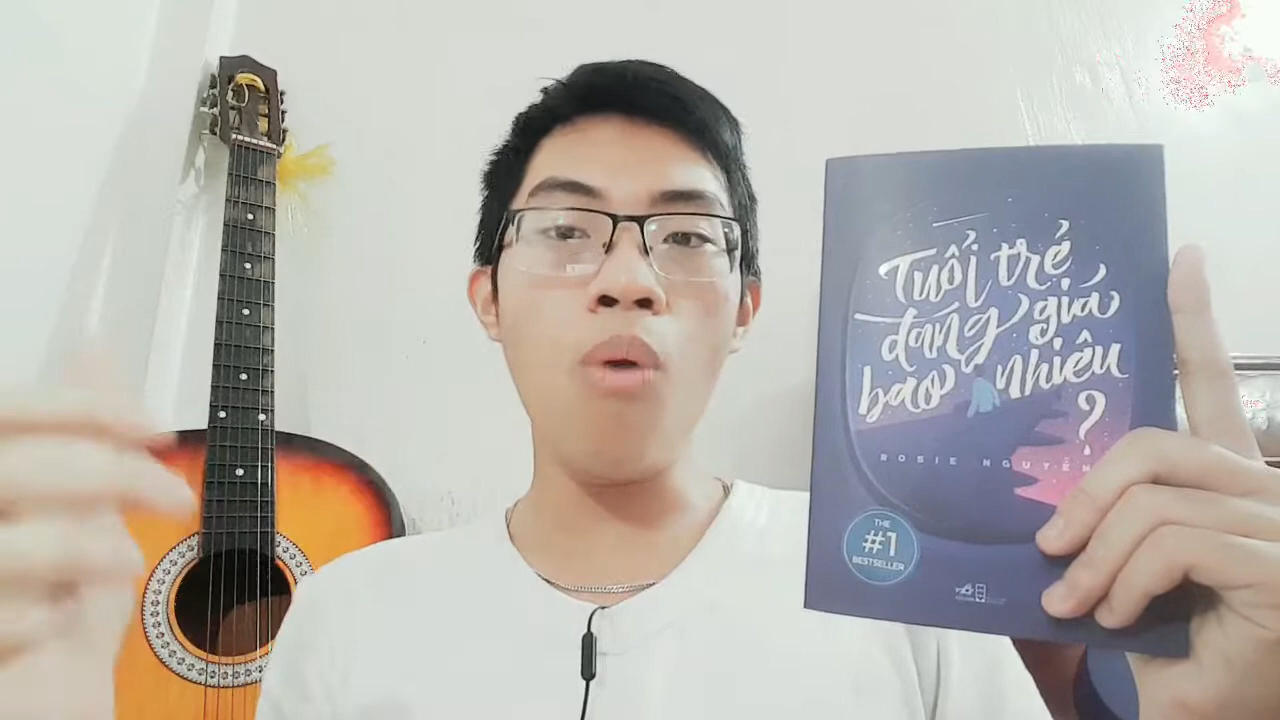 Tuổi trẻ
đáng giá
bao nhiêu
?
ROSIE NGUYỄN
THE
#1
BESTSELLER